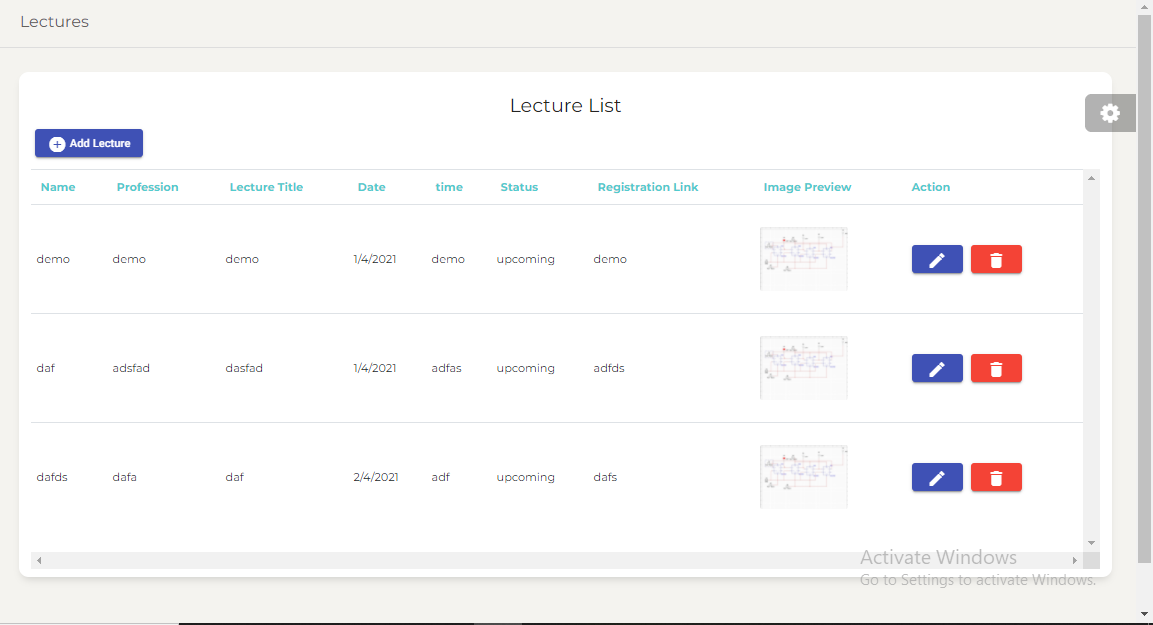 Lectures
Lecture List
Add Lecture
Name Profession Lecture Title Date time Status Registration Link Image Preview Action
demo demo demo 1/4/2021 demo upcoming demo
daf adsfad dasfad 1/4/2021 adfas upcoming adfds
dafds dafa daf 2/4/2021 adf upcoming dafs
Activate Windows
Go to Settings to activate Windows.